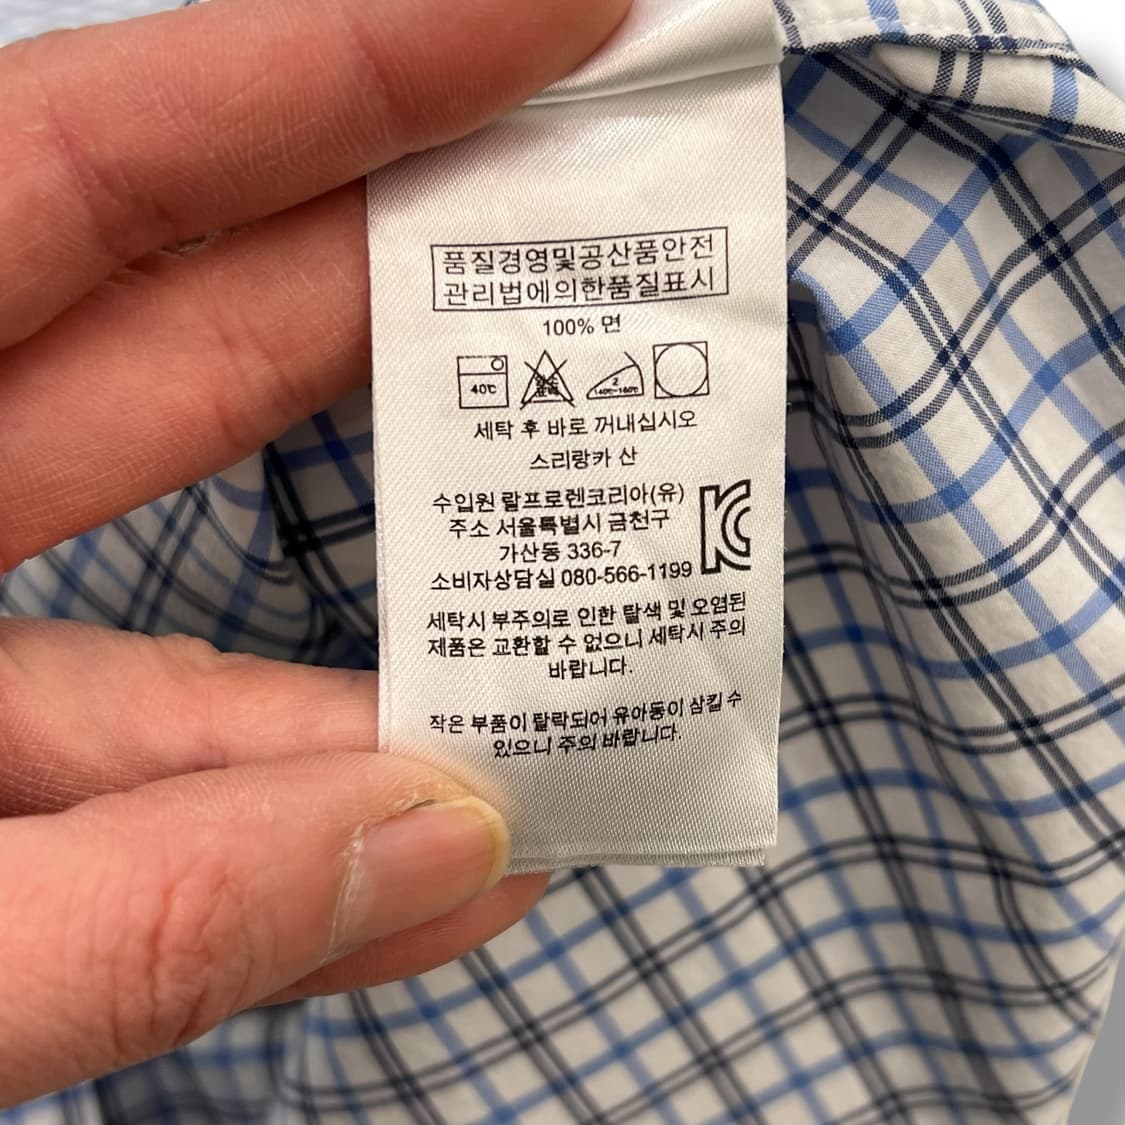 품질경영및공산품안전
관리법에의한품질표시
100% 면
40℃
2
140℃~160℃
세탁 후 바로 꺼내십시오
스리랑카 산
수입원 랄프로렌코리아(유)
주소 서울특별시 금천구
가산동 336-7
소비자상담실 080-566-1199
세탁시 부주의로 인한 탈색 및 오염된
제품은 교환할 수 없으니 세탁시 주의
바랍니다.
작은 부품이 탈락되어 유아동이 삼킬 수
있으니 주의 바랍니다.